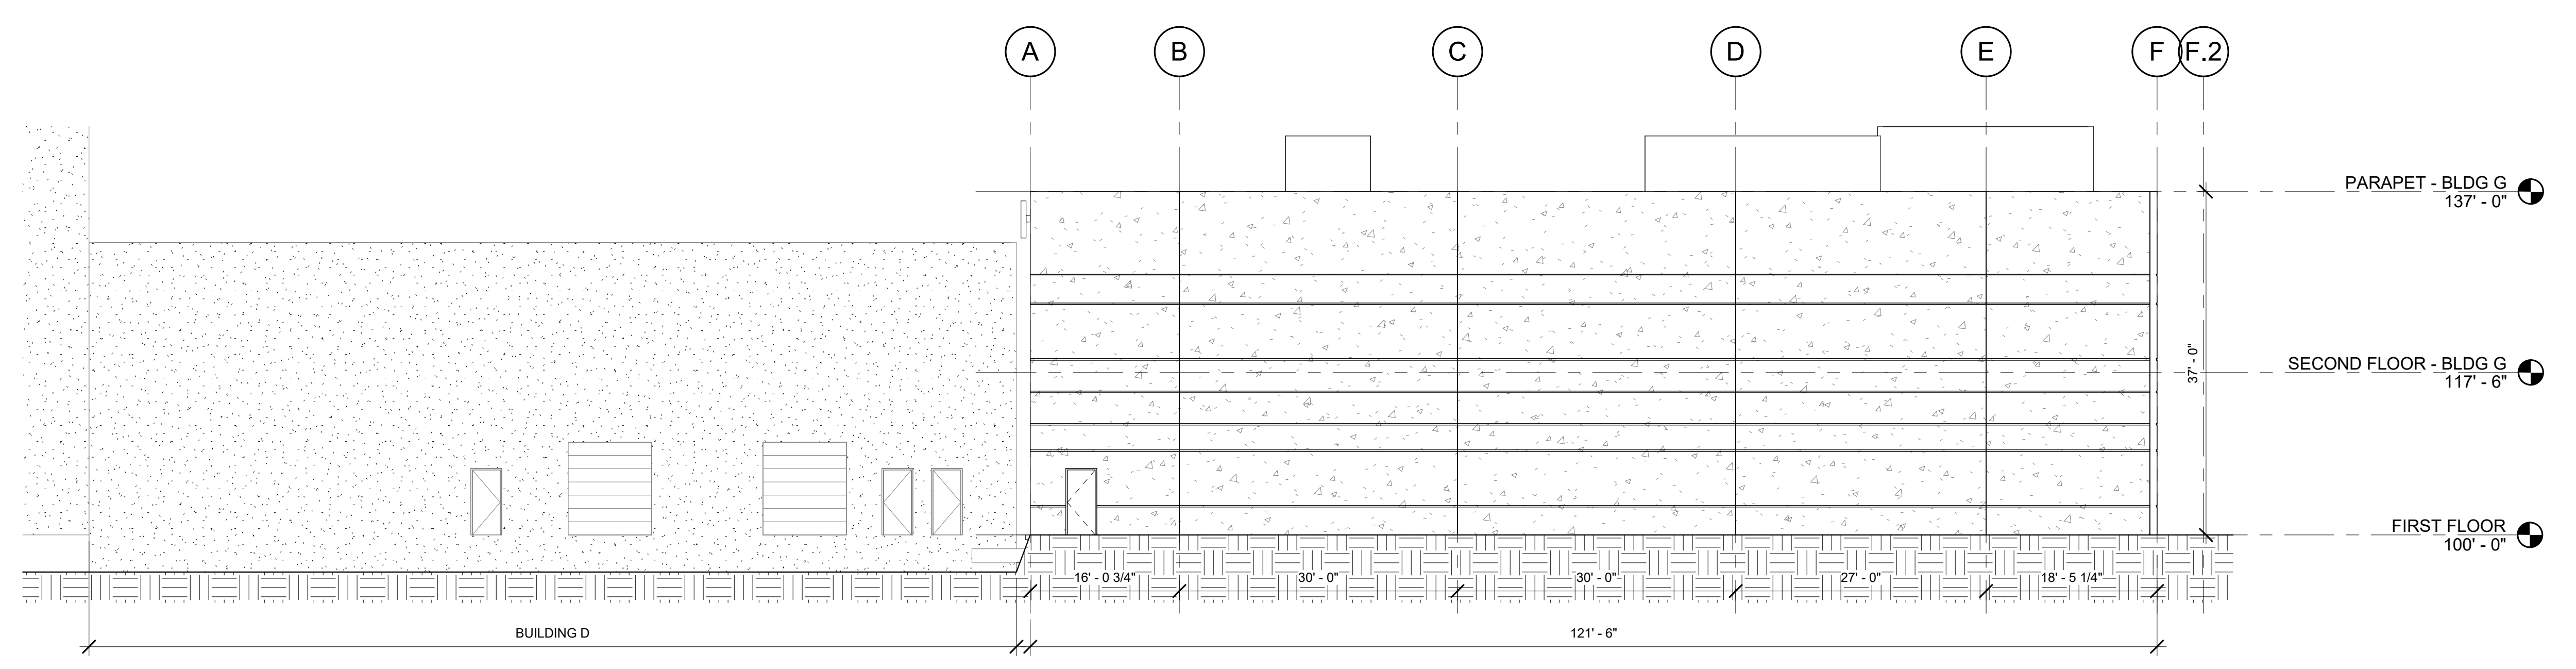 A
B
C
D
E
F
F.2
PARAPET - BLDG G
137' - 0"
SECOND FLOOR - BLDG G
117' - 6"
37' - 0"
FIRST FLOOR
100' - 0"
16' - 0 3/4"
30' - 0"
30' - 0"
27' - 0"
18' - 5 1/4"
BUILDING D
121' - 6"